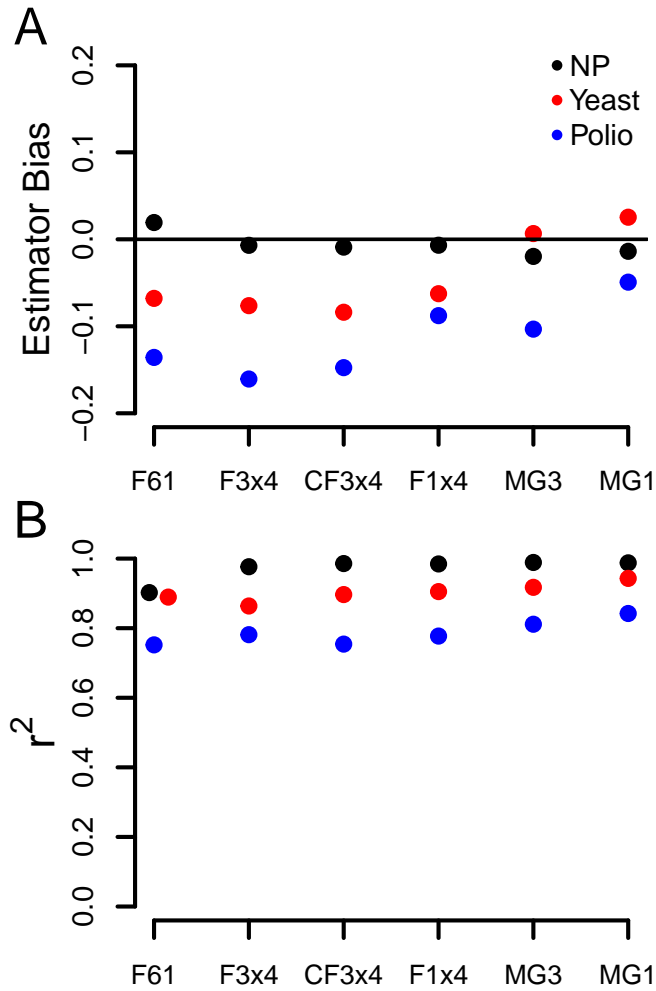 A
NP
Yeast
Polio
Estimator Bias
0.2
0.1
0.0
−0.1
−0.2
F61 F3x4 CF3x4 F1x4 MG3 MG1
B
r2
1.0
0.8
0.6
0.4
0.2
0.0
F61 F3x4 CF3x4 F1x4 MG3 MG1